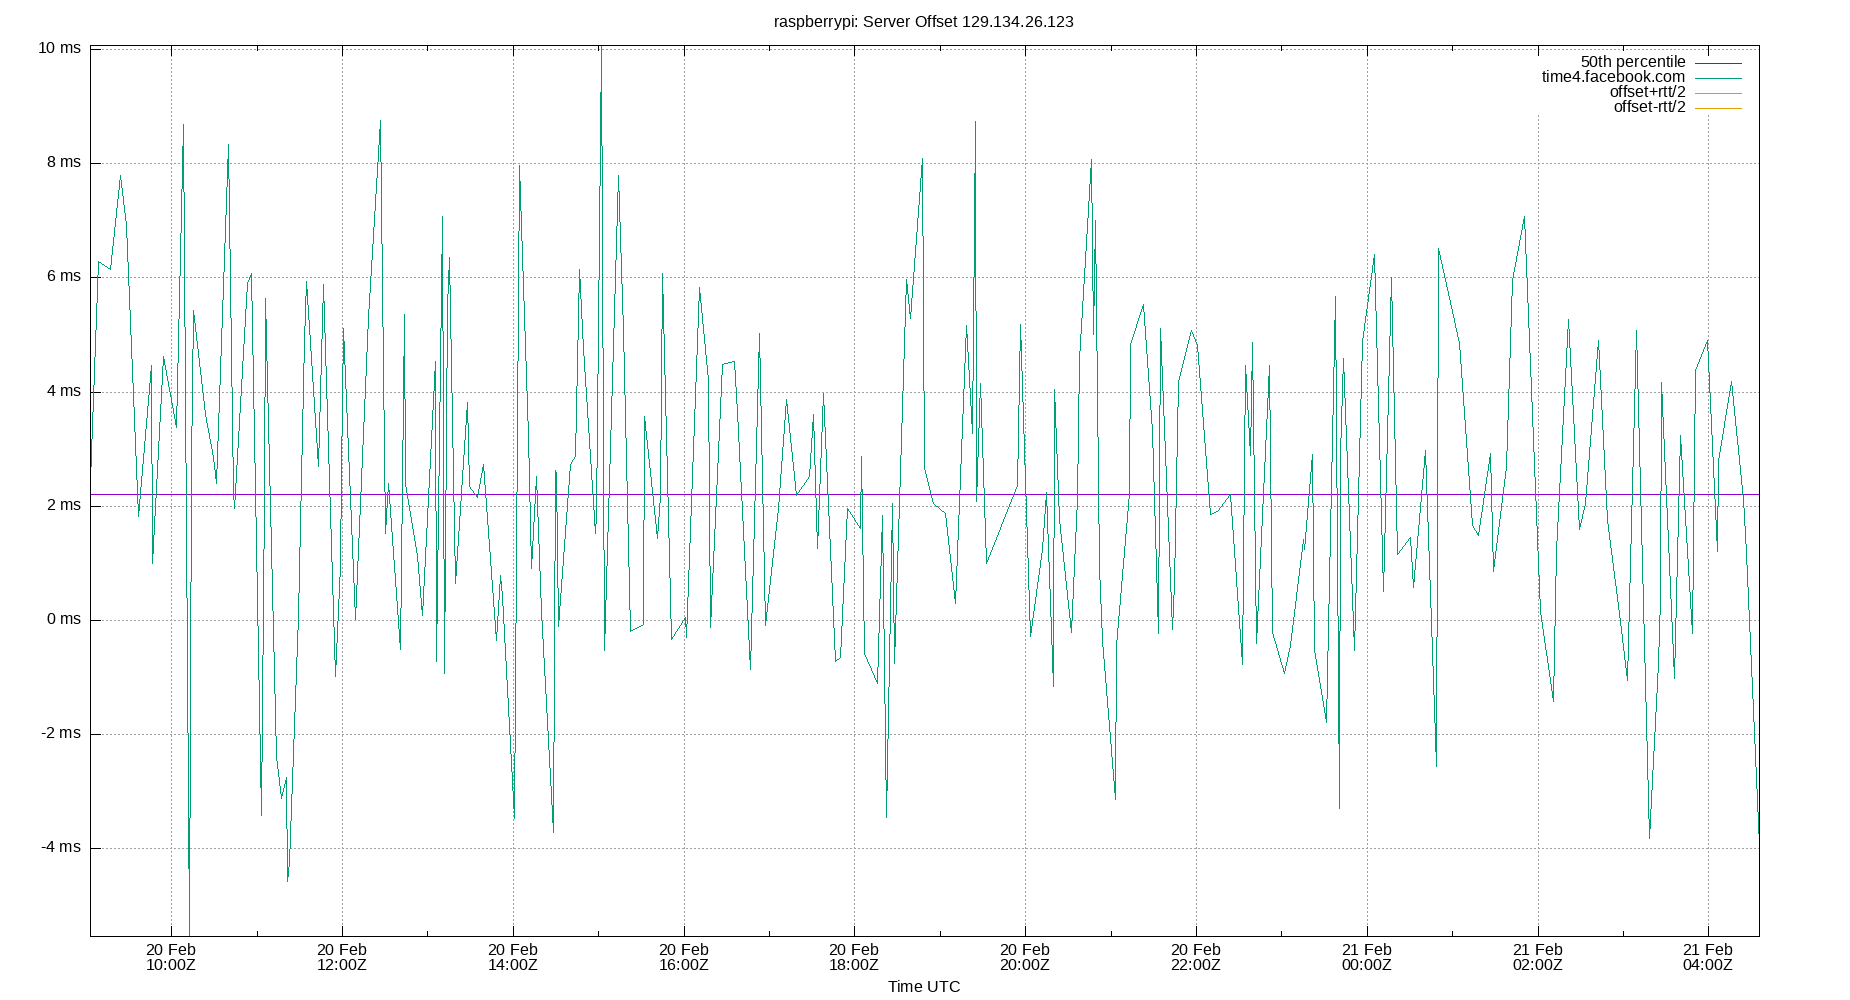 raspberrypi: Server Offset 129.134.26.123
10 ms
8 ms
6 ms
4 ms
2 ms
0 ms
-2 ms
-4 ms
50th percentile
time4.facebook.com
offset+rtt/2
offset-rtt/2
20 Feb 20 Feb 20 Feb 20 Feb 20 Feb 20 Feb 20 Feb 21 Feb 21 Feb 21 Feb
10:00Z 12:00Z 14:00Z 16:00Z 18:00Z 20:00Z 22:00Z 00:00Z 02:00Z 04:00Z
Time UTC